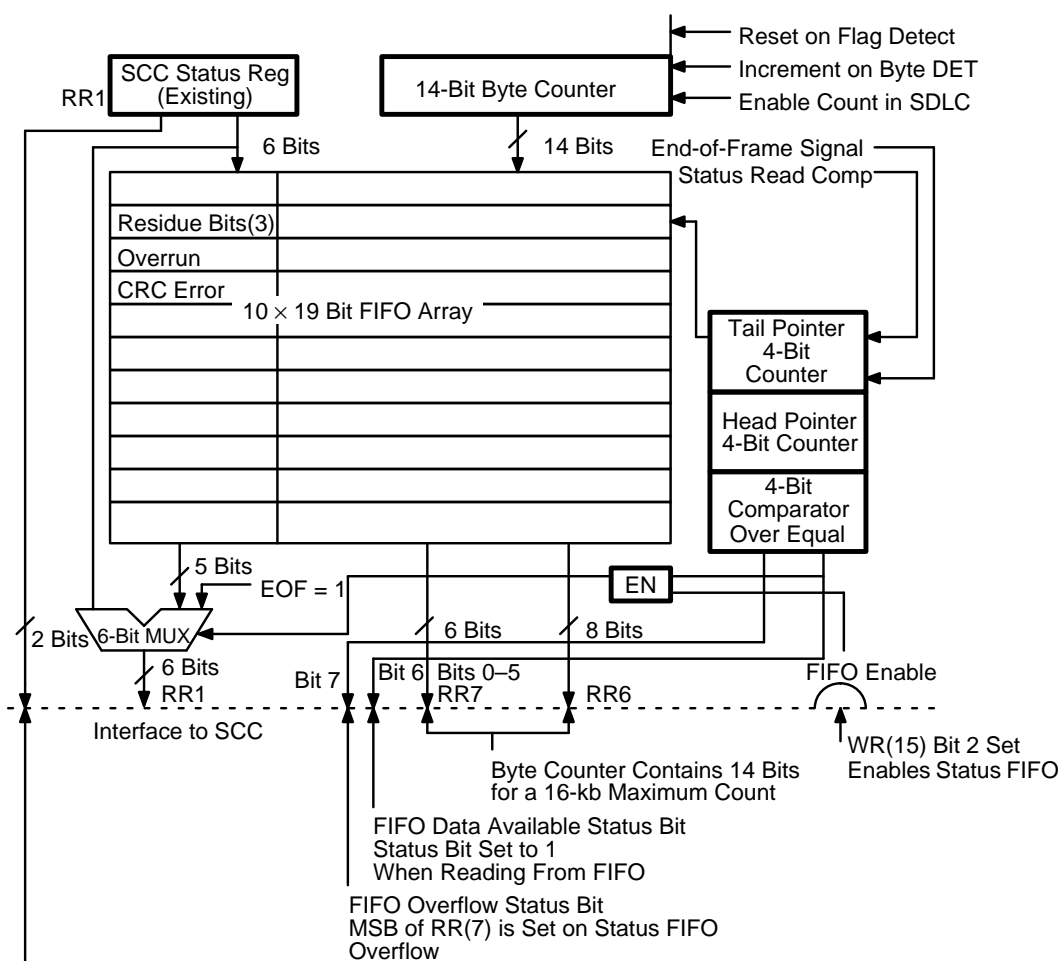 Reset on Flag Detect
SCC Status Reg
(Existing)
RR1
14-Bit Byte Counter
Increment on Byte DET
Enable Count in SDLC
6 Bits
14 Bits
End-of-Frame Signal
Status Read Comp
Residue Bits(3)
Overrun
CRC Error
10 × 19 Bit FIFO Array
Tail Pointer
4-Bit
Counter
Head Pointer
4-Bit Counter
4-Bit
Comparator
Over Equal
5 Bits
EOF = 1
EN
2 Bits
6-Bit MUX
6 Bits
8 Bits
6 Bits
RR1
Bit 7
Bit 6
Bits 0–5
RR7
RR6
FIFO Enable
Interface to SCC
WR(15) Bit 2 Set
Enables Status FIFO
Byte Counter Contains 14 Bits
for a 16-kb Maximum Count
FIFO Data Available Status Bit
Status Bit Set to 1
When Reading From FIFO
FIFO Overflow Status Bit
MSB of RR(7) is Set on Status FIFO
Overflow